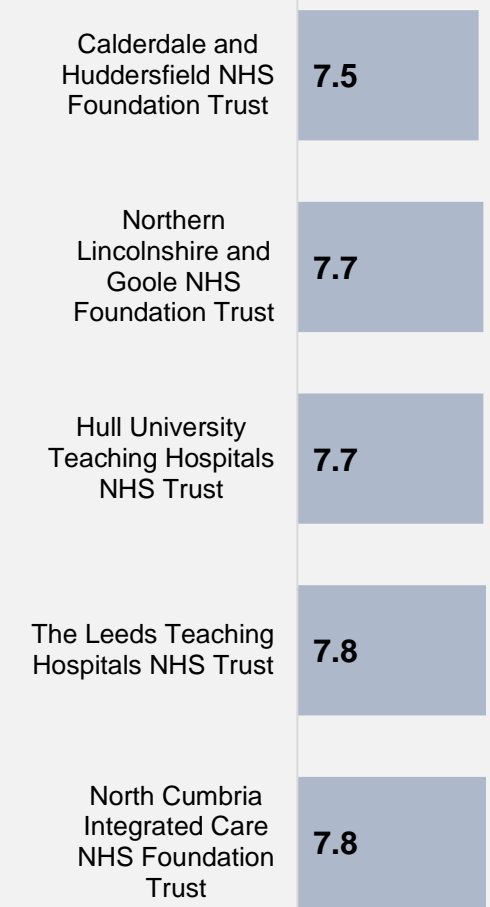 Calderdale and
Huddersfield NHS
Foundation Trust
7.5
Northern
Lincolnshire and
Goole NHS
Foundation Trust
7.7
Hull University
Teaching Hospitals
NHS Trust
7.7
The Leeds Teaching
Hospitals NHS Trust
7.8
North Cumbria
Integrated Care
NHS Foundation
Trust
7.8